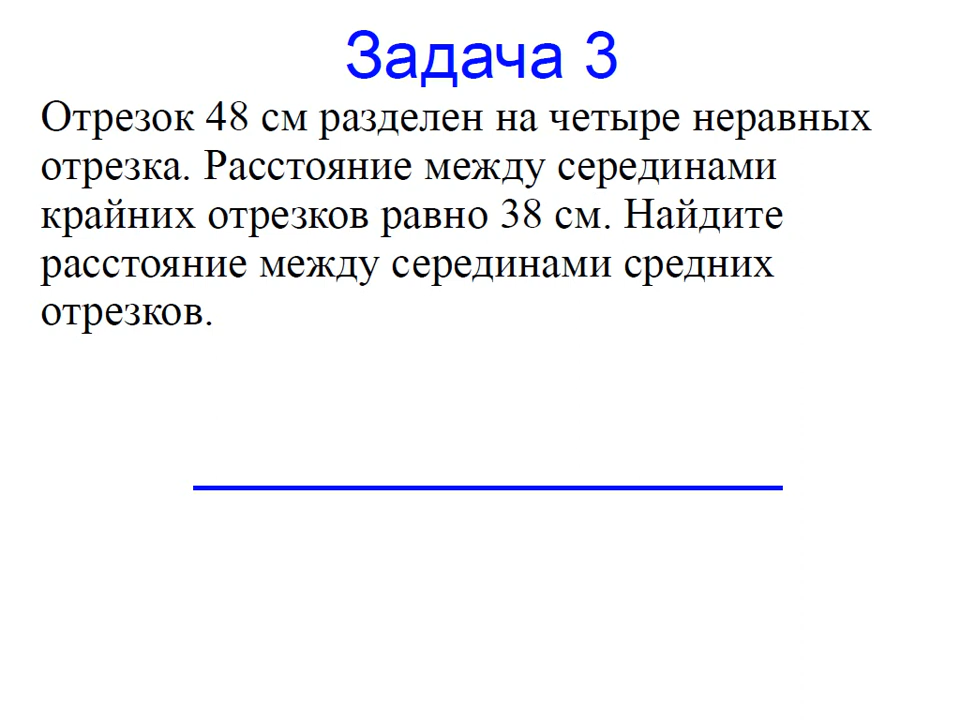 Задача 3
Отрезок 48 см разделен на четыре неравных
отрезка. Расстояние между серединами
крайних отрезков равно 38 см. Найдите
расстояние между серединами средних
отрезков.